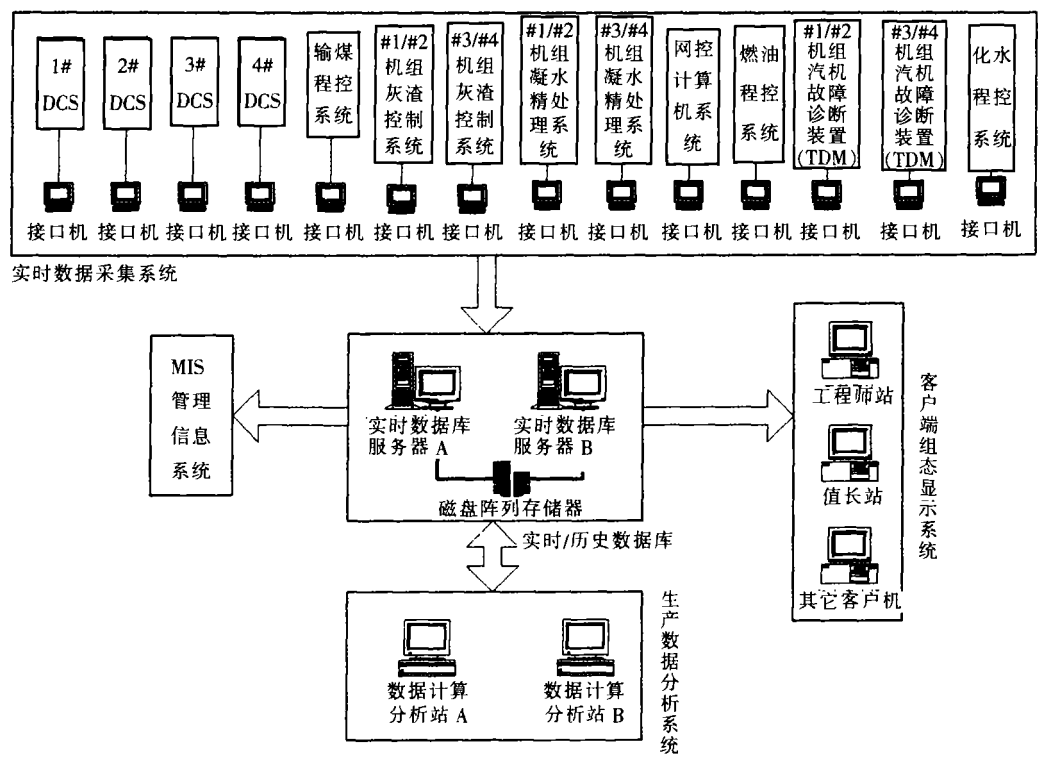 1#
DCS
2#
DCS
3#
DCS
4#
DCS
输煤
程控
系统
#1/#2
机组
灰渣
控制
系统
#3/#4
机组
灰渣
控制
系统
#1/#2
机组
凝水
精处
理系
统
#3/#4
机组
凝水
精处
理系
统
网控
计算
机系
统
燃油
程控
系统
#1/#2
机组
汽机
故障
诊断
装置
(TDM)
#3/#4
机组
汽机
故障
诊断
装置
(TDM)
化水
程控
系统
接口机
接口机
接口机
接口机
接口机
接口机
接口机
接口机
接口机
接口机
接口机
接口机
接口机
接口机
实时数据采集系统
MIS
管理
信息
系统
实时数据库
服务器 A
实时数据库
服务器 B
磁盘阵列存储器
实时/历史数据库
工程师站
值长站
其它客户机
客户端组态显示系统
数据计算
分析站 A
数据计算
分析站 B
生产数据分析系统